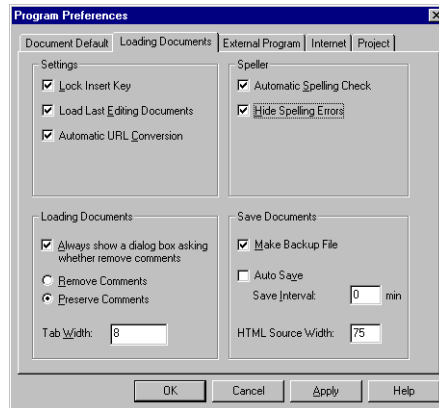 Program Preferences
Document Default
Loading Documents
External Program
Internet
Project
Settings
Lock Insert Key
Load Last Editing Documents
Automatic URL Conversion
Speller
Automatic Spelling Check
Hide Spelling Errors
Loading Documents
Always show a dialog box asking
whether remove comments
Remove Comments
Preserve Comments
Tab Width: 8
Save Documents
Make Backup File
Auto Save
Save Interval: 0 min
HTML Source Width: 75
OK
Cancel
Apply
Help